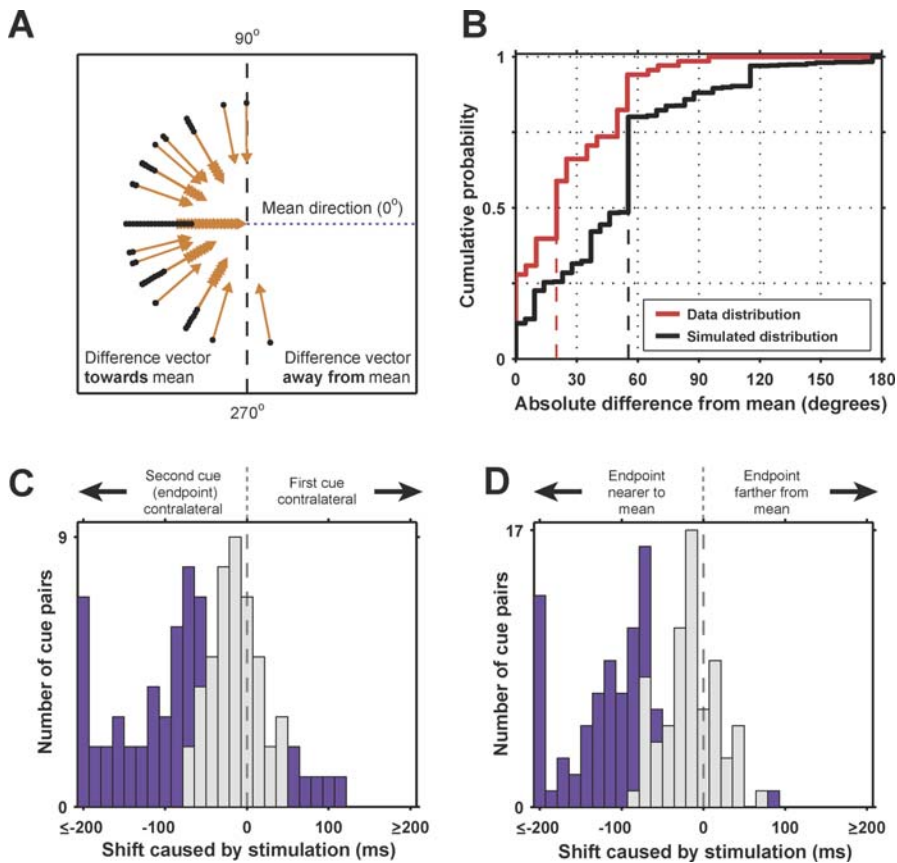 A
90°
Mean direction (0°)
Difference vector
towards mean
Difference vector
away from mean
270°
B
Cumulative probability
1
0.5
0
Data distribution
Simulated distribution
0 30 60 90 120 150 180
Absolute difference from mean (degrees)
C
Second cue
(endpoint)
contralateral
First cue
contralateral
Number of cue pairs
9
0
≤-200 -100 0 100 ≥200
Shift caused by stimulation (ms)
D
Endpoint
nearer to
mean
Endpoint
farther from
mean
Number of cue pairs
17
0
≤-200 -100 0 100 ≥200
Shift caused by stimulation (ms)